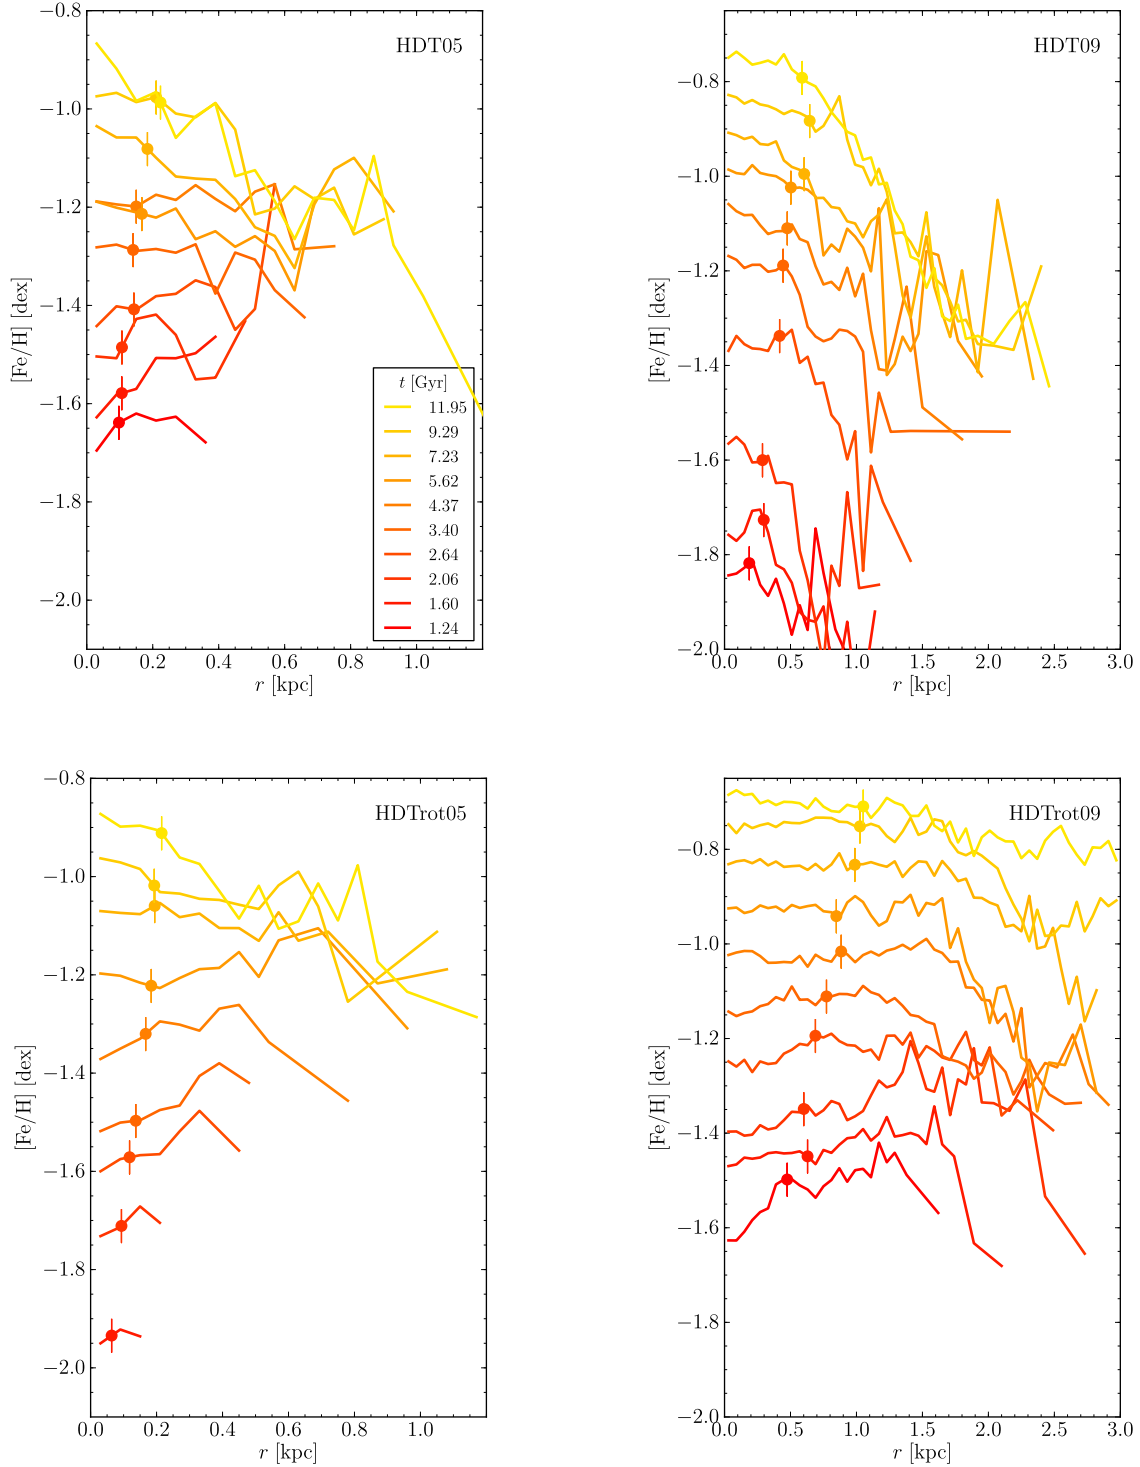 HDT05
−0.8
−1.0
−1.2
−1.4
−1.6
−1.8
−2.0
[Fe/H] [dex]
t [Gyr]
11.95
9.29
7.23
5.62
4.37
3.40
2.64
2.06
1.60
1.24
0.0 0.2 0.4 0.6 0.8 1.0
r [kpc]
HDT09
−0.8
−1.0
−1.2
−1.4
−1.6
−1.8
−2.0
[Fe/H] [dex]
0.0 0.5 1.0 1.5 2.0 2.5 3.0
r [kpc]
HDTrot05
−0.8
−1.0
−1.2
−1.4
−1.6
−1.8
−2.0
[Fe/H] [dex]
0.0 0.2 0.4 0.6 0.8 1.0
r [kpc]
HDTrot09
−0.8
−1.0
−1.2
−1.4
−1.6
−1.8
−2.0
[Fe/H] [dex]
0.0 0.5 1.0 1.5 2.0 2.5 3.0
r [kpc]